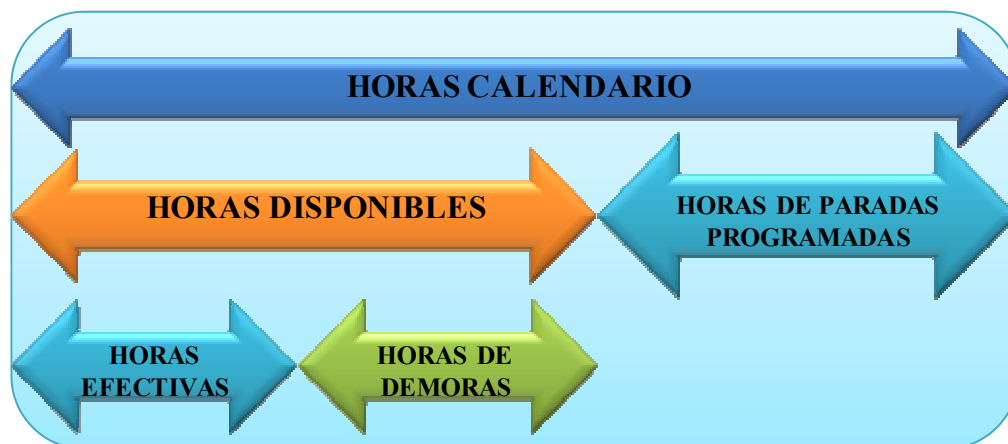 HORAS CALENDARIO
HORAS DISPONIBLES
HORAS DE PARADAS
PROGRAMADAS
HORAS
EFECTIVAS
HORAS DE
DEMORAS